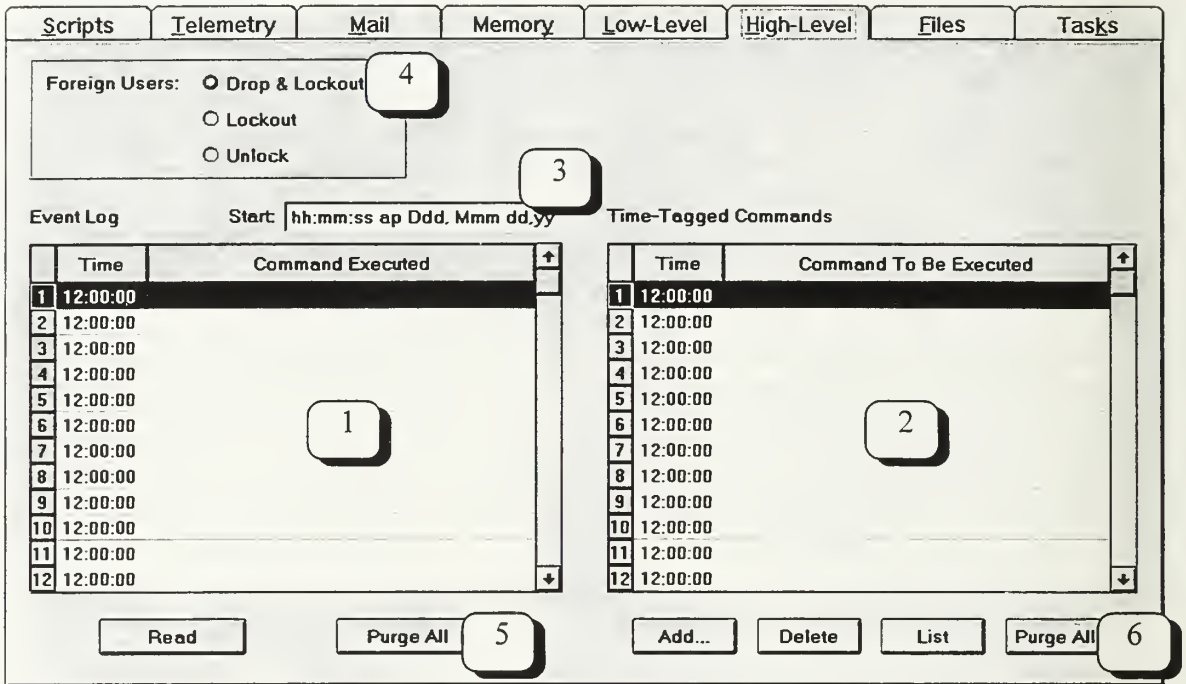 Scripts Telemetry Mail Memory Low-Level High-Level Files Tasks
Foreign Users: Drop & Lockout 4
Lockout
Unlock
3
Event Log Start: hh:mm:ss ap Ddd, Mmm dd,yy Time-Tagged Commands
Time Command Executed Time Command To Be Executed
1 12:00:00 1 12:00:00
2 12:00:00 2 12:00:00
3 12:00:00 3 12:00:00
4 12:00:00 4 12:00:00
5 12:00:00 5 12:00:00
6 12:00:00 1 6 12:00:00 2
7 12:00:00 7 12:00:00
8 12:00:00 8 12:00:00
9 12:00:00 9 12:00:00
10 12:00:00 10 12:00:00
11 12:00:00 11 12:00:00
12 12:00:00 12 12:00:00
Read Purge All 5 Add... Delete List Purge All 6